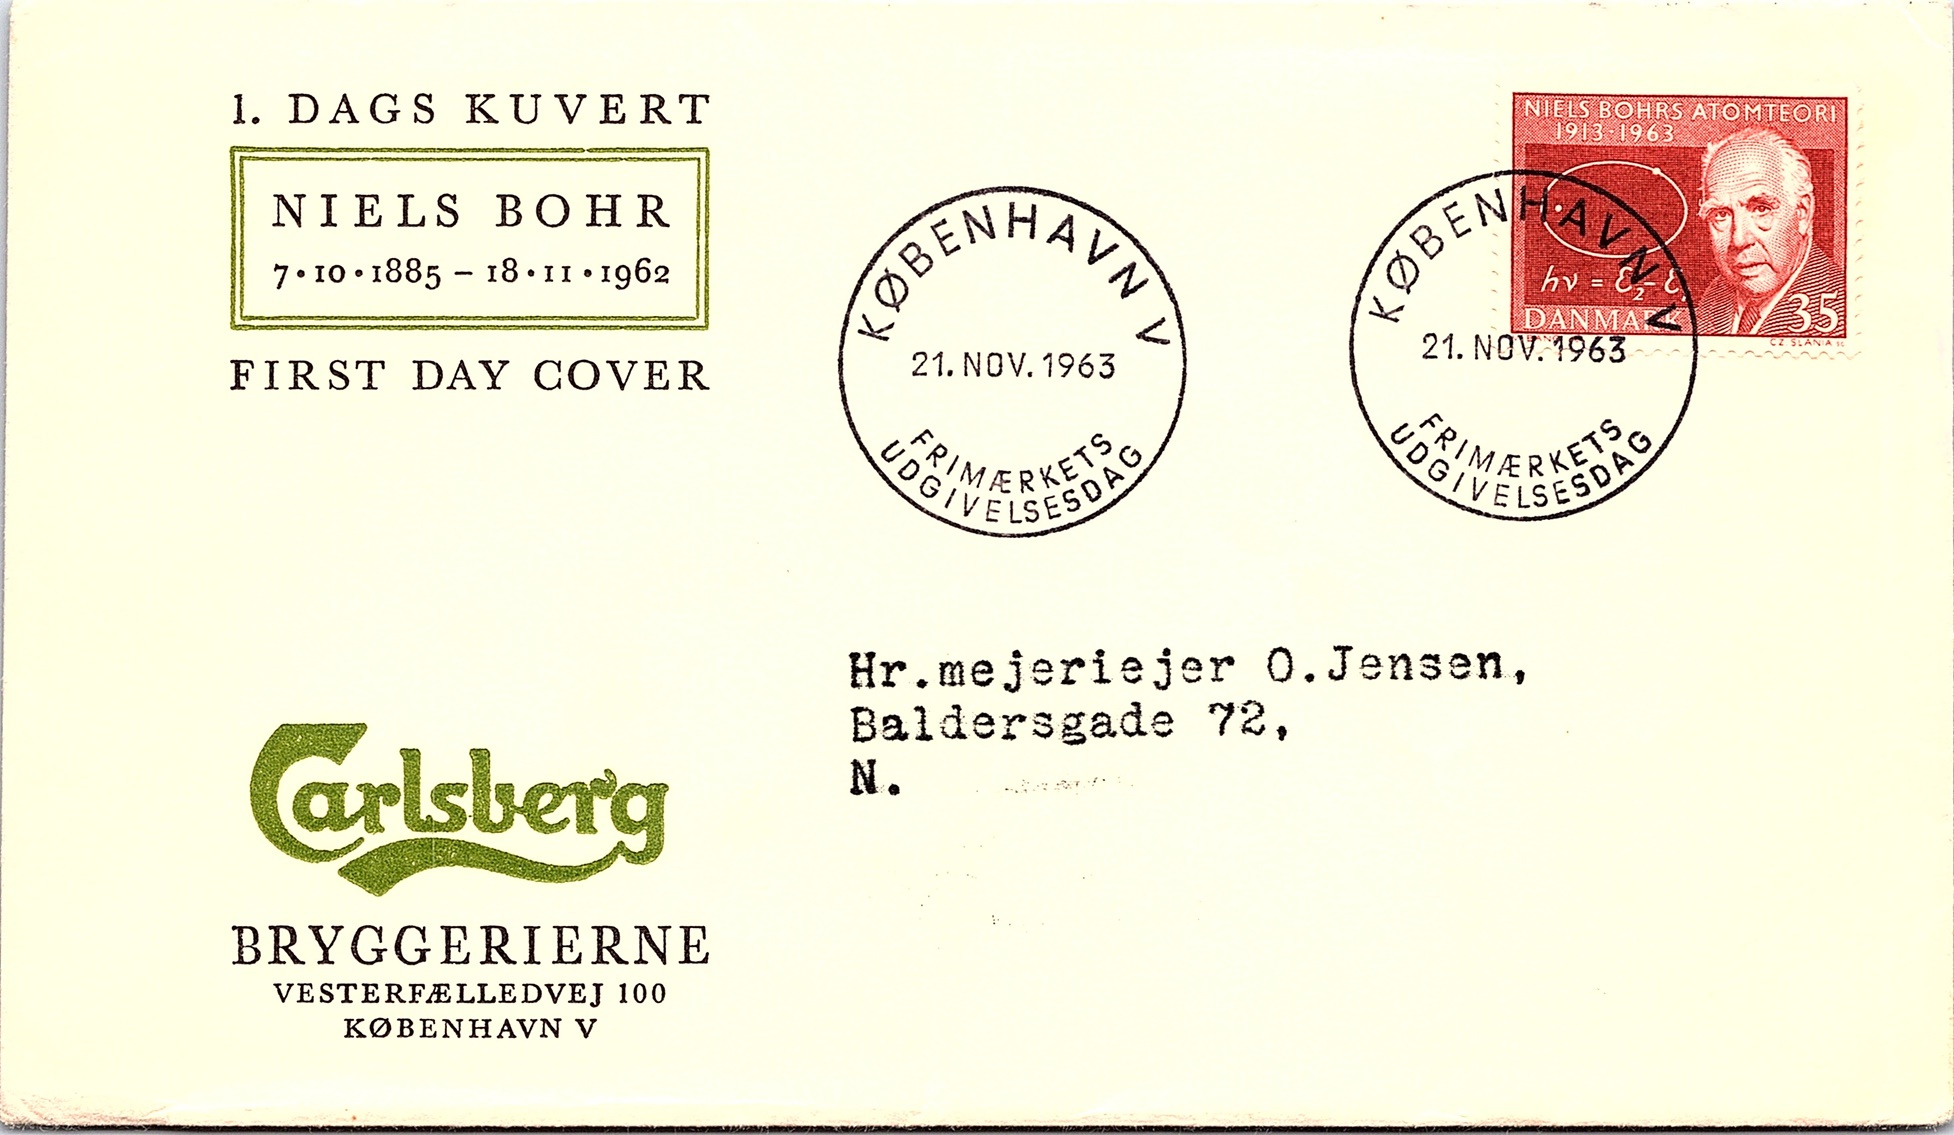 1. DAGS KUVERT
NIELS BOHR
7·10·1885 – 18·11·1962
FIRST DAY COVER
KØBENHAVN V
21. NOV. 1963
FRIMÆRKETS
UDGIVELSESDAG
KØBENHAVN V
21. NOV. 1963
FRIMÆRKETS
UDGIVELSESDAG
NIELS BOHRS ATOMTEORI
1913·1963
hν = ℰ₂–ℰ
DANMARK
35
CZ SLANIA
Hr.mejeriejer O.Jensen,
Baldersgade 72,
N.
Carlsberg
BRYGGERIERNE
VESTERFÆLLEDVEJ 100
KØBENHAVN V